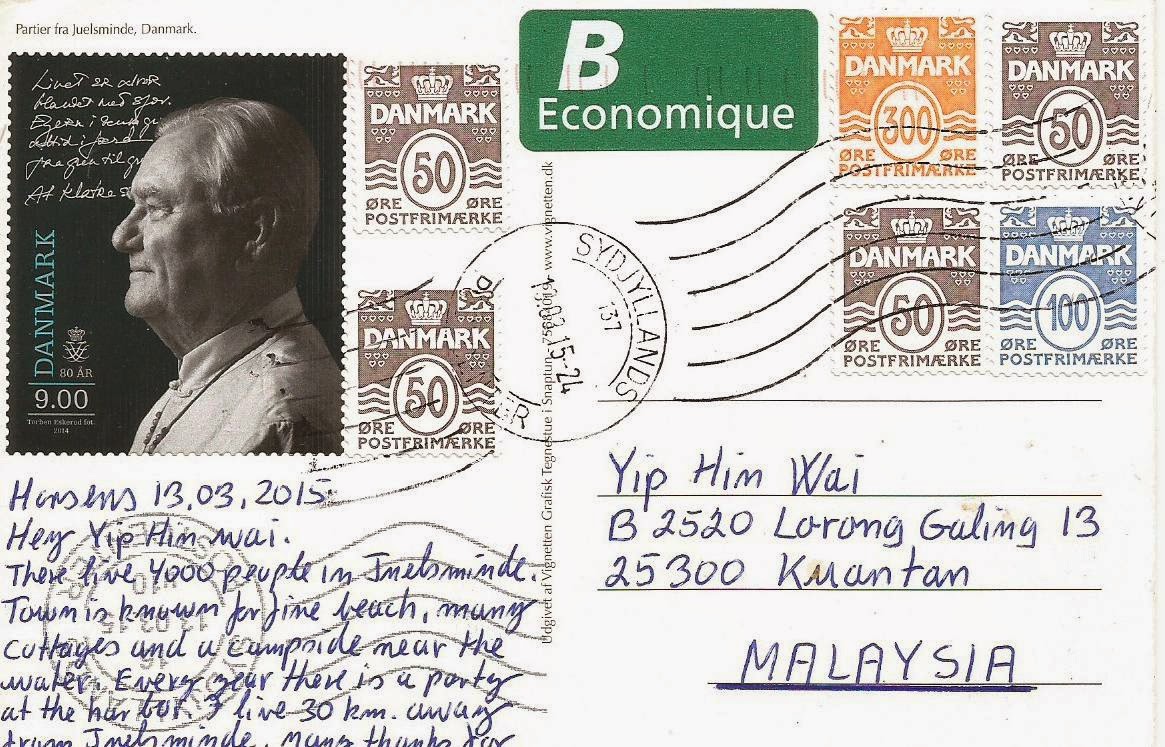 Partier fra Juelsminde, Danmark.
DANMARK
80 ÅR
9.00
Torben Eskerod fot.
2014
DANMARK
50
ØRE ØRE
POSTFRIMÆRKE
DANMARK
50
ØRE ØRE
POSTFRIMÆRKE
B
Economique
DANMARK
300
ØRE ØRE
POSTFRIMÆRKE
DANMARK
50
ØRE ØRE
POSTFRIMÆRKE
DANMARK
50
ØRE ØRE
POSTFRIMÆRKE
DANMARK
100
ØRE ØRE
POSTFRIMÆRKE
SYDJYLLANDS
137
Udgivet af Vignetten Grafisk Tegnestue i Snaptun www.vignetten.dk
Horsens 13.03.2015
Hey Yip Him Wai.
There live 4000 people in Juelsminde.
Town is known for fine beach, many
cottages and a campside near the
water. Every year there is a party
at the harbor. I live 30 km. away
from Juelsminde. Many thanks for
Yip Him Wai
B 2520 Lorong Galing 13
25300 Kuantan
MALAYSIA